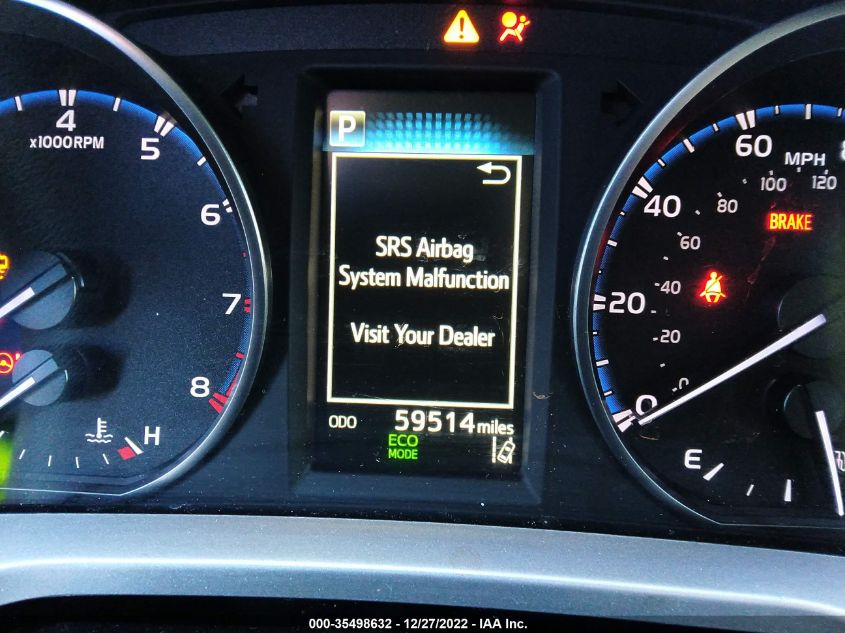 4
x1000RPM
5
6
7
8
H
P
SRS Airbag
System Malfunction
Visit Your Dealer
ODO 59514 miles
ECO
MODE
60
MPH
100
120
80
40
BRAKE
60
40
20
20
0
0
E
000-35498632 - 12/27/2022 - IAA Inc.